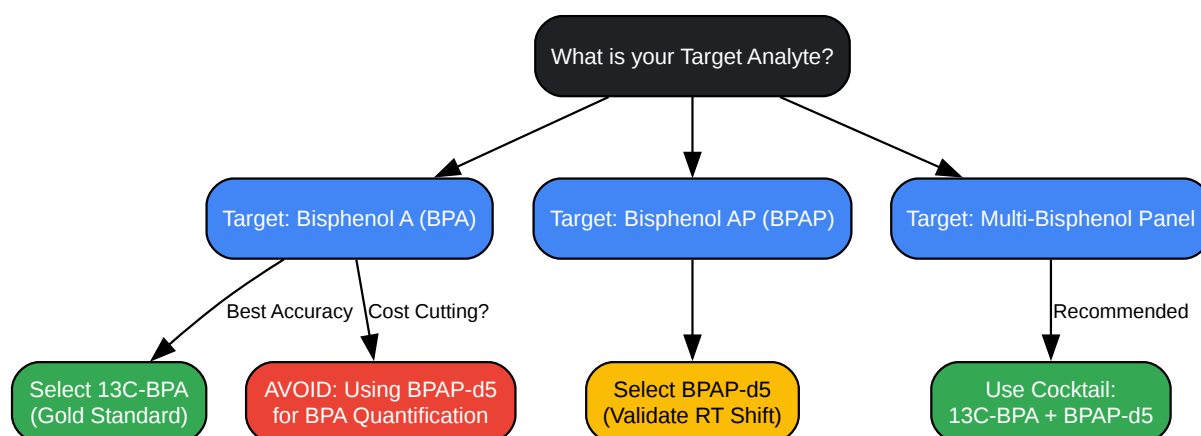 What is your Target Analyte?
Target: Bisphenol A (BPA)
Target: Bisphenol AP (BPAP)
Target: Multi-Bisphenol Panel
Best Accuracy
Cost Cutting?
Recommended
Select 13C-BPA
(Gold Standard)
AVOID: Using BPAP-d5
for BPA Quantification
Select BPAP-d5
(Validate RT Shift)
Use Cocktail:
13C-BPA + BPAP-d5